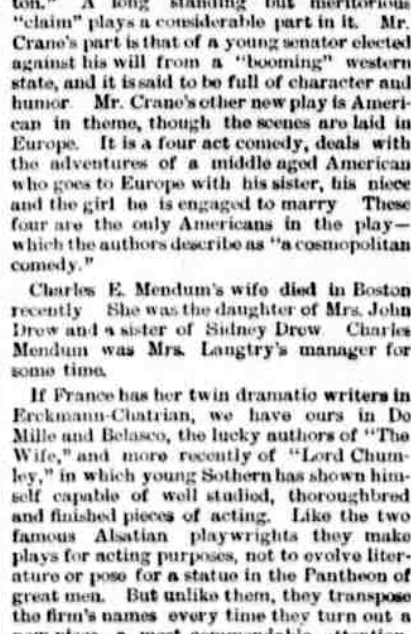 ton." A long standing but meritorious
"claim" plays a considerable part in it. Mr.
Crane's part is that of a young senator elected
against his will from a "booming" western
state, and it is said to be full of character and
humor. Mr. Crane's other new play is Ameri-
can in theme, though the scenes are laid in
Europe. It is a four act comedy, deals with
the adventures of a middle aged American
who goes to Europe with his sister, his niece
and the girl he is engaged to marry These
four are the only Americans in the play—
which the authors describe as "a cosmopolitan
comedy."
Charles E. Mendum's wife died in Boston
recently She was the daughter of Mrs. John
Drew and a sister of Sidney Drew. Charles
Mendum was Mrs. Langtry's manager for
some time.
If France has her twin dramatic writers in
Erckmann-Chatrian, we have ours in De
Mille and Belasco, the lucky authors of "The
Wife," and more recently of "Lord Chum-
ley," in which young Sothern has shown him-
self capable of well studied, thoroughbred
and finished pieces of acting. Like the two
famous Alsatian playwrights they make
plays for acting purposes, not to evolve liter-
ature or pose for a statue in the Pantheon of
great men. But unlike them, they transpose
the firm's names every time they turn out a
new piece, a most commendable attention